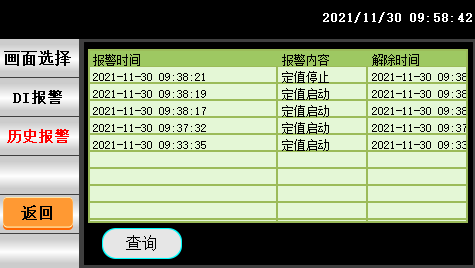 2021/11/30 09:58:42
画面选择
DI报警
历史报警
返回
报警时间 报警内容 解除时间
2021-11-30 09:38:21 定值停止 2021-11-30 09:38
2021-11-30 09:38:19 定值启动 2021-11-30 09:38
2021-11-30 09:38:17 定值启动 2021-11-30 09:38
2021-11-30 09:37:32 定值启动 2021-11-30 09:37
2021-11-30 09:33:35 定值启动 2021-11-30 09:33
查询